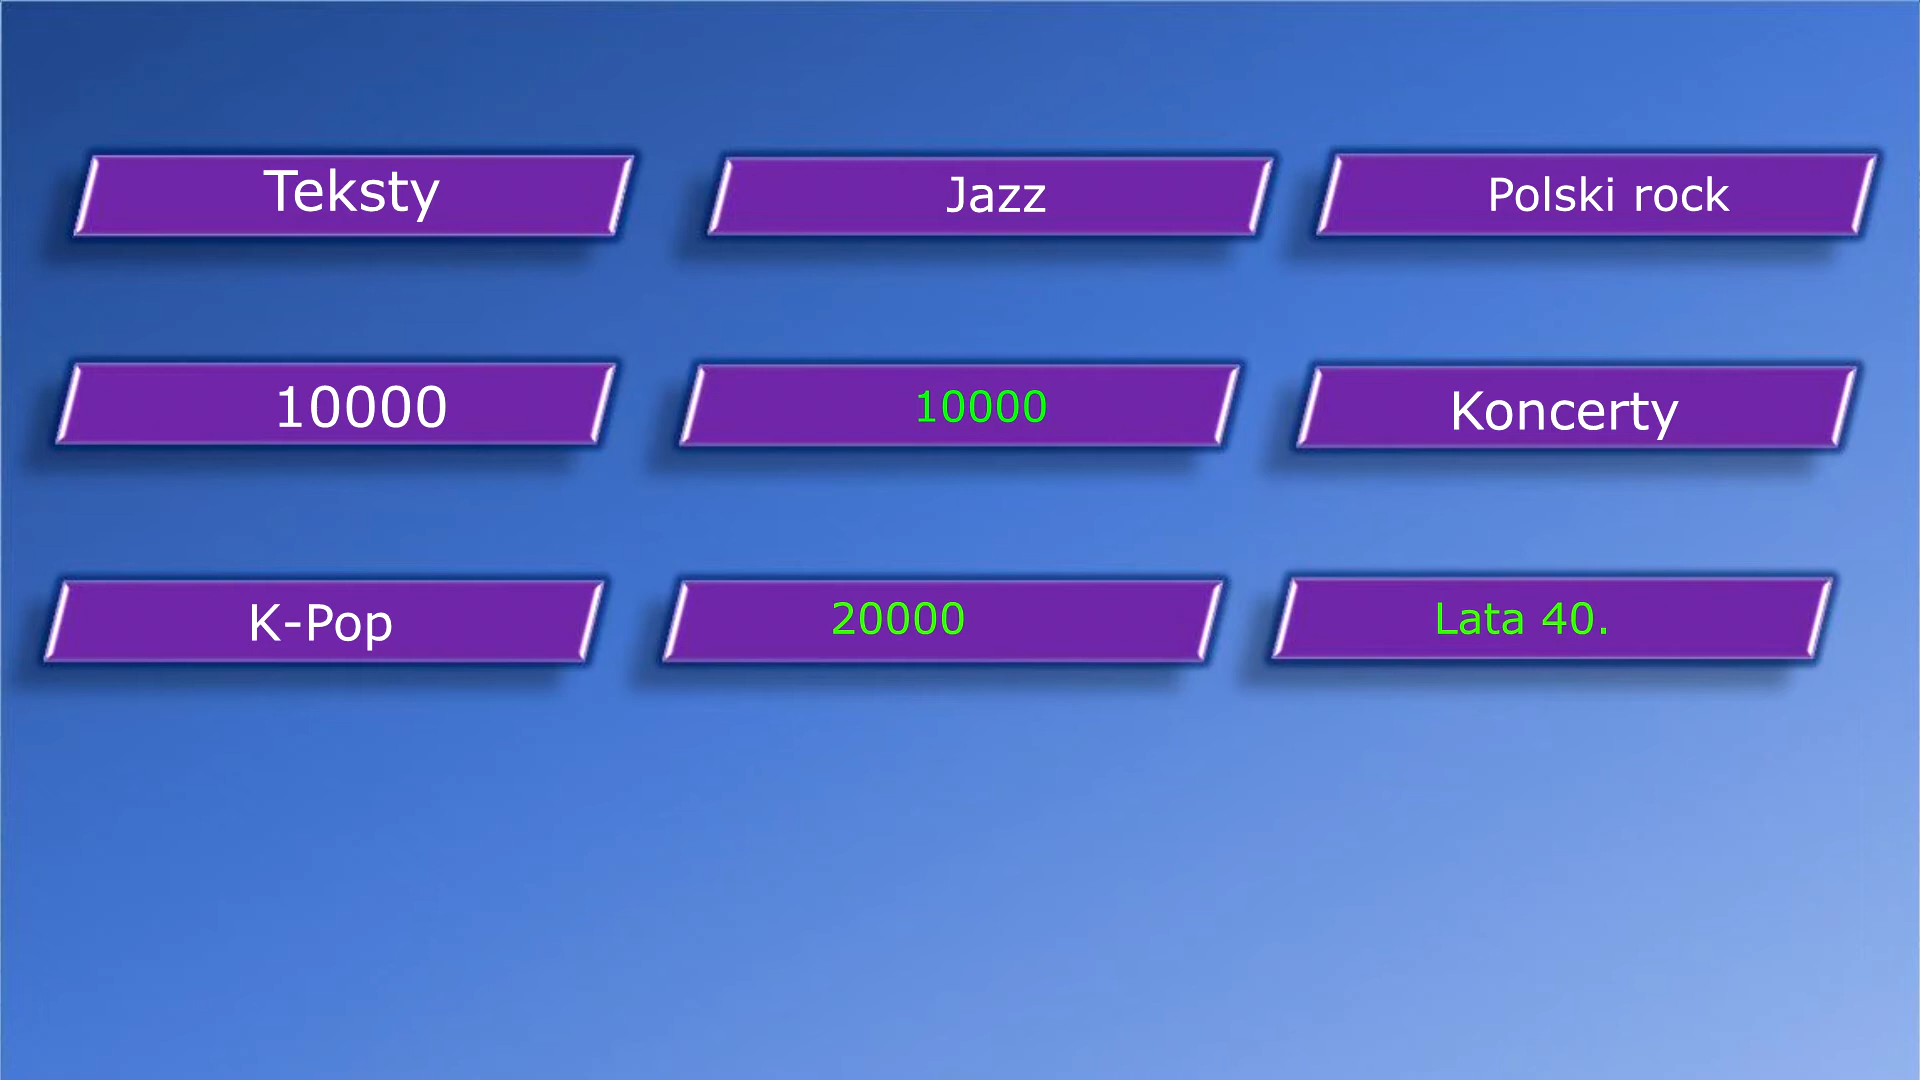 Teksty
Jazz
Polski rock
10000
10000
Koncerty
K-Pop
20000
Lata 40.